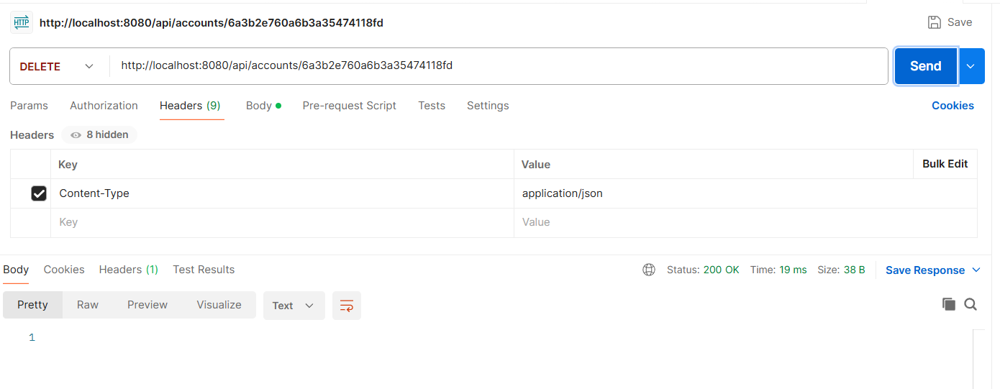 HTTP http://localhost:8080/api/accounts/6a3b2e760a6b3a35474118fd Save
DELETE http://localhost:8080/api/accounts/6a3b2e760a6b3a35474118fd Send
Params Authorization Headers (9) Body Pre-request Script Tests Settings Cookies
Headers 8 hidden
Key Value Bulk Edit
Content-Type application/json
Key Value
Body Cookies Headers (1) Test Results Status: 200 OK Time: 19 ms Size: 38 B Save Response
Pretty Raw Preview Visualize Text
1